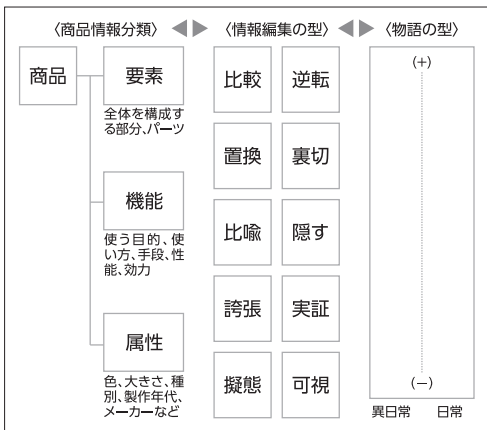 〈商品情報分類〉 ◀▶ 〈情報編集の型〉 ◀▶ 〈物語の型〉
商品
要素
全体を構成す
る部分、パーツ
機能
使う目的、使
い方、手段、性
能、効力
属性
色、大きさ、種
別、製作年代、
メーカーなど
比較 逆転
置換 裏切
比喩 隠す
誇張 実証
擬態 可視
(+)
(−)
異日常 日常